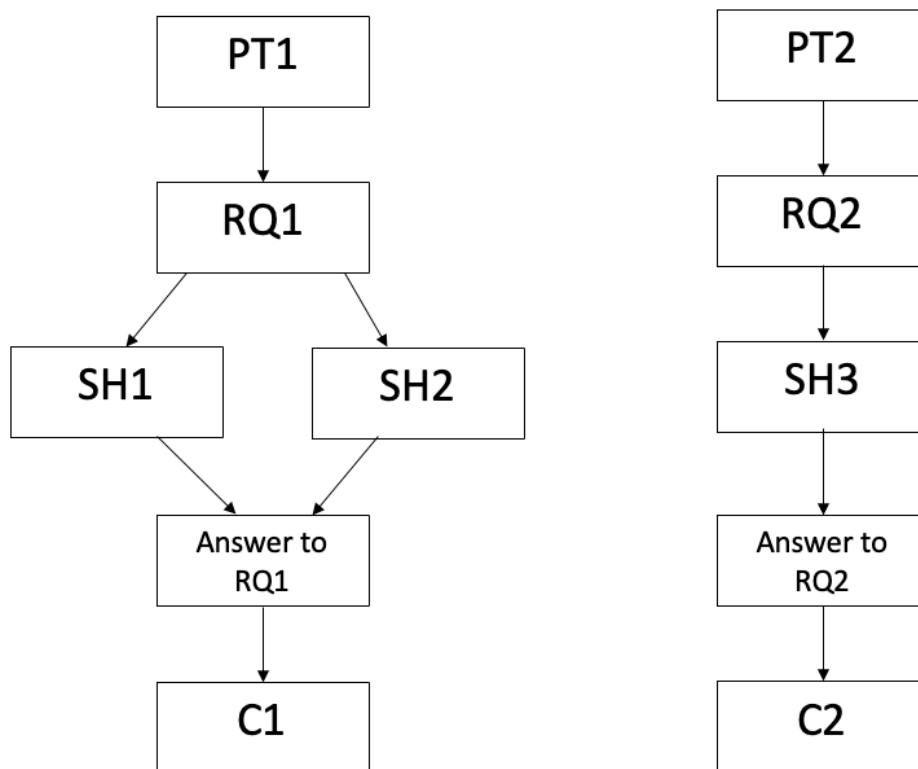 PT1
PT2
RQ1
RQ2
SH1
SH2
SH3
Answer to
RQ1
Answer to
RQ2
C1
C2